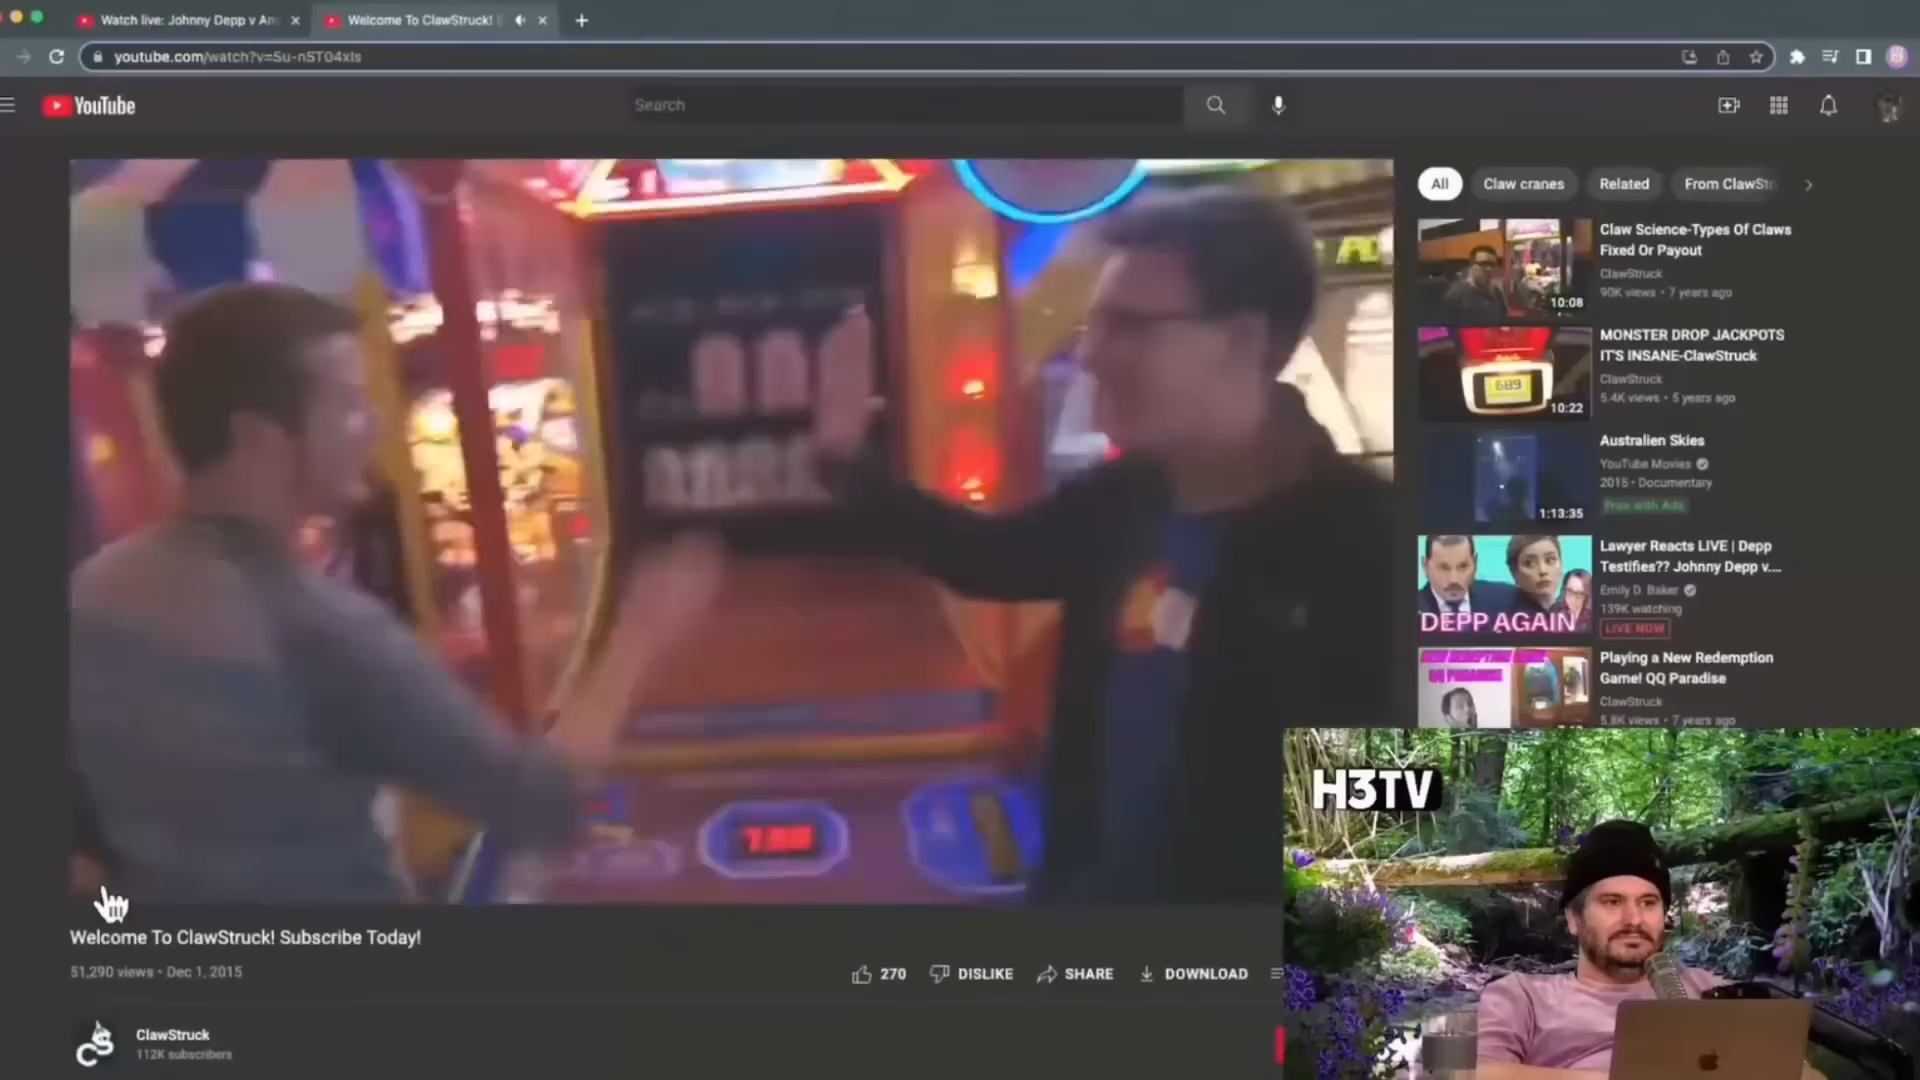 Watch live: Johnny Depp v Am
Welcome To ClawStruck!
youtube.com/watch?v=Su-nST04xls
YouTube
Search
All
Claw cranes
Related
From ClawStr
Claw Science-Types Of Claws
Fixed Or Payout
ClawStruck
90K views • 7 years ago
10:08
MONSTER DROP JACKPOTS
IT'S INSANE-ClawStruck
ClawStruck
5.4K views • 5 years ago
689
10:22
Australien Skies
YouTube Movies
2015 • Documentary
Free with Ads
1:13:35
Lawyer Reacts LIVE | Depp
Testifies?? Johnny Depp v....
Emily D. Baker
139K watching
LIVE NOW
DEPP AGAIN
Playing a New Redemption
Game! QQ Paradise
ClawStruck
5.8K views • 7 years ago
H3TV
Welcome To ClawStruck! Subscribe Today!
51,290 views • Dec 1, 2015
270
DISLIKE
SHARE
DOWNLOAD
CS
ClawStruck
112K subscribers